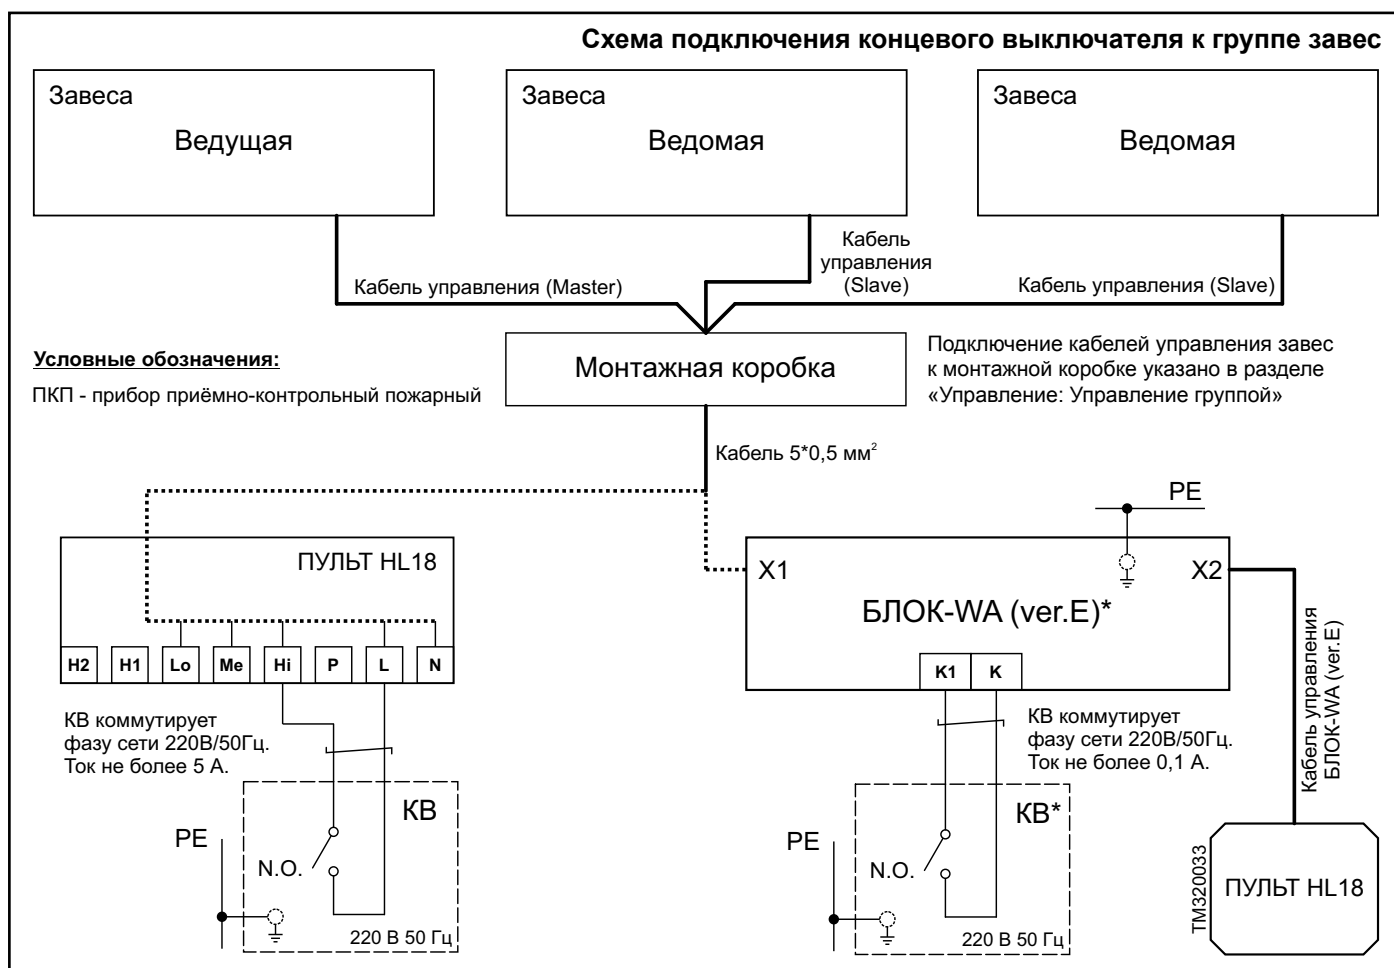 Схема подключения концевого выключателя к группе завес
Завеса
Ведущая
Завеса
Ведомая
Завеса
Ведомая
Кабель управления (Master)
Кабель
управления
(Slave)
Кабель управления (Slave)
Условные обозначения:
ПКП - прибор приёмно-контрольный пожарный
Монтажная коробка
Подключение кабелей управления завес
к монтажной коробке указано в разделе
«Управление: Управление группой»
Кабель 5*0,5 мм²
ПУЛЬТ HL18
H2 H1 Lo Me Hi P L N
КВ коммутирует
фазу сети 220В/50Гц.
Ток не более 5 А.
КВ
PE
N.O.
220 В 50 Гц
PE
X1
X2
БЛОК-WA (ver.E)*
K1 K
КВ коммутирует
фазу сети 220В/50Гц.
Ток не более 0,1 А.
КВ*
PE
N.O.
220 В 50 Гц
Кабель управления
БЛОК-WA (ver.E)
ТМ320033
ПУЛЬТ HL18